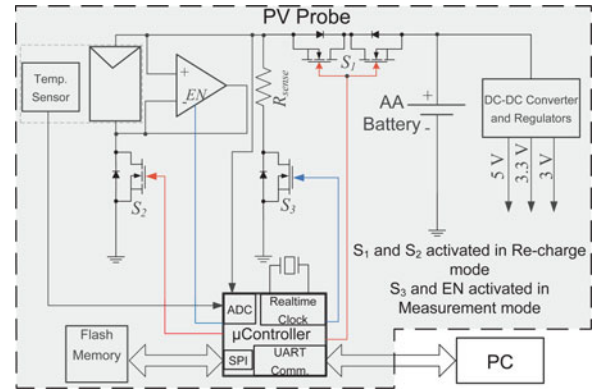 PV Probe
Temp.
Sensor
+
-
EN
R_sense
S1
S2
S3
AA
Battery
+
-
DC-DC Converter
and Regulators
5 V
3.3 V
3 V
S1 and S2 activated in Re-charge
mode
S3 and EN activated in
Measurement mode
ADC
Realtime
Clock
µController
SPI
UART
Comm.
Flash
Memory
PC